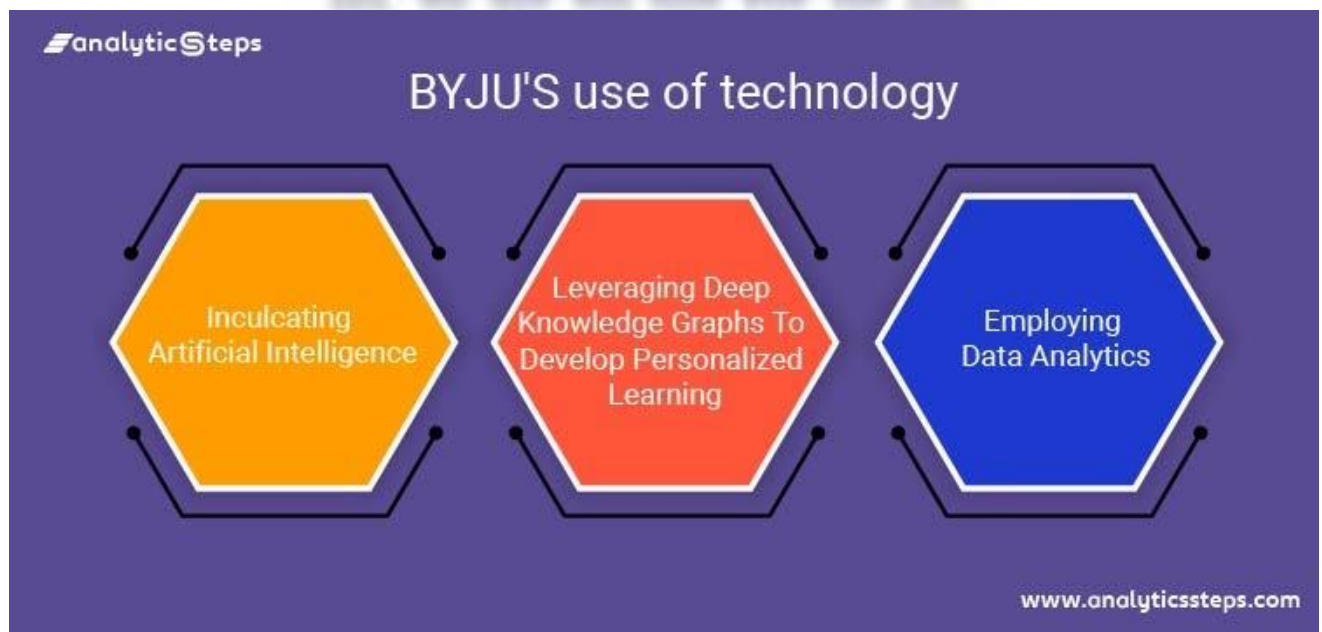 analyticSteps
BYJU'S use of technology
Inculcating
Artificial Intelligence
Leveraging Deep
Knowledge Graphs To
Develop Personalized
Learning
Employing
Data Analytics
www.analyticssteps.com